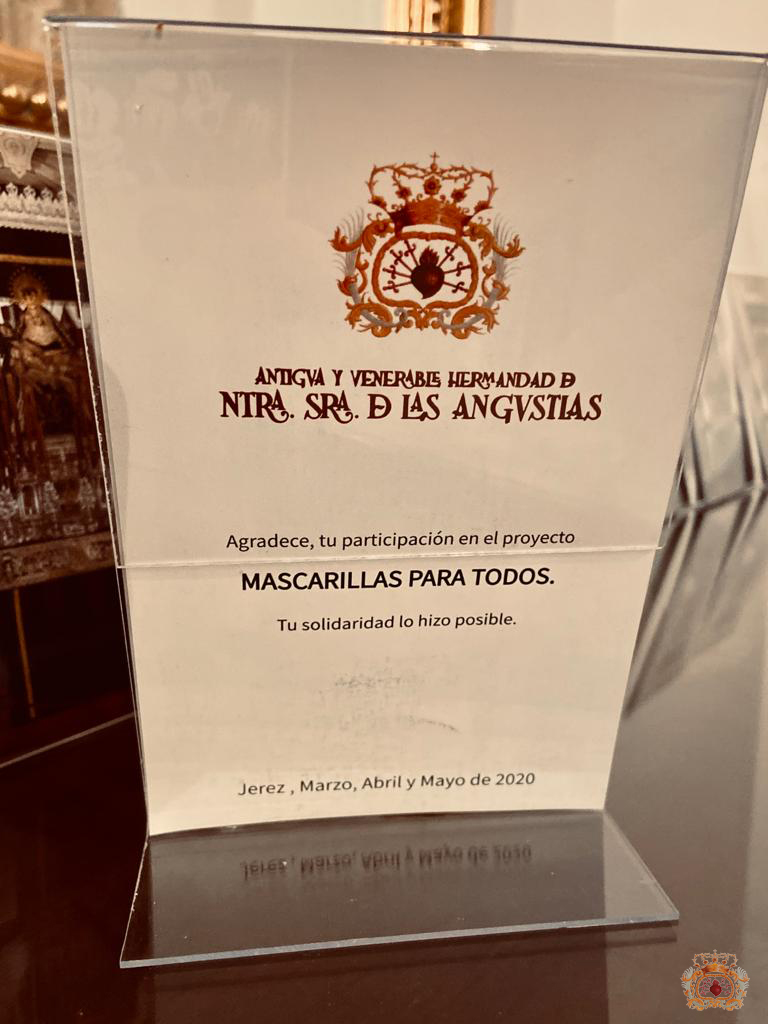 ANTIGVA Y VENERABLE HERMANDAD D
NTRA. SRA. D LAS ANGVSTIAS
Agradece, tu participación en el proyecto
MASCARILLAS PARA TODOS.
Tu solidaridad lo hizo posible.
Jerez , Marzo, Abril y Mayo de 2020